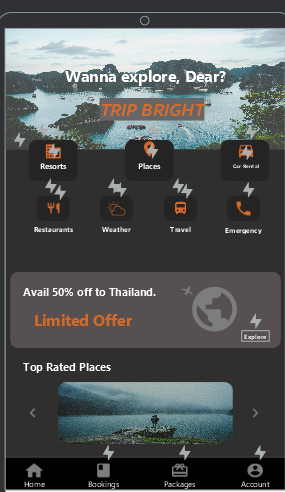 Wanna explore, Dear?
TRIP BRIGHT
Resorts
Places
Car Rental
Restaurants
Weather
Travel
Emergency
Avail 50% off to Thailand.
Limited Offer
Explore
Top Rated Places
Home
Bookings
Packages
Account